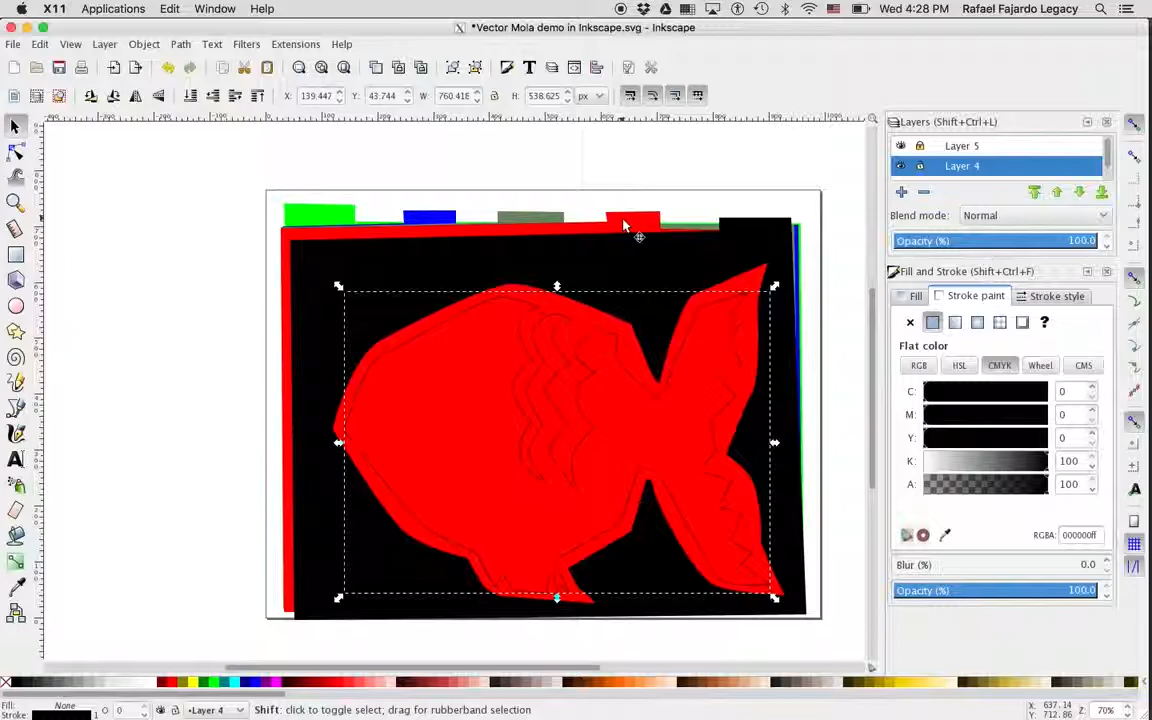 X11 Applications Edit Window Help Wed 4:28 PM Rafael Fajardo Legacy
*Vector Mola demo in Inkscape.svg - Inkscape
File Edit View Layer Object Path Text Filters Extensions Help
X: 139.447 Y: 43.744 W: 760.418 H: 538.625 px
Layers (Shift+Ctrl+L)
Layer 5
Layer 4
Blend mode: Normal
Opacity (%) 100.0
Fill and Stroke (Shift+Ctrl+F)
Fill Stroke paint Stroke style
Flat color
RGB HSL CMYK Wheel CMS
C: 0
M: 0
Y: 0
K: 100
A: 100
RGBA: 000000ff
Blur (%) 0.0
Opacity (%) 100.0
Fill: None
Stroke: 1 O: 0 •Layer 4 Shift: click to toggle select; drag for rubberband selection
X: 637.14 Z: 70%
Y: 712.86